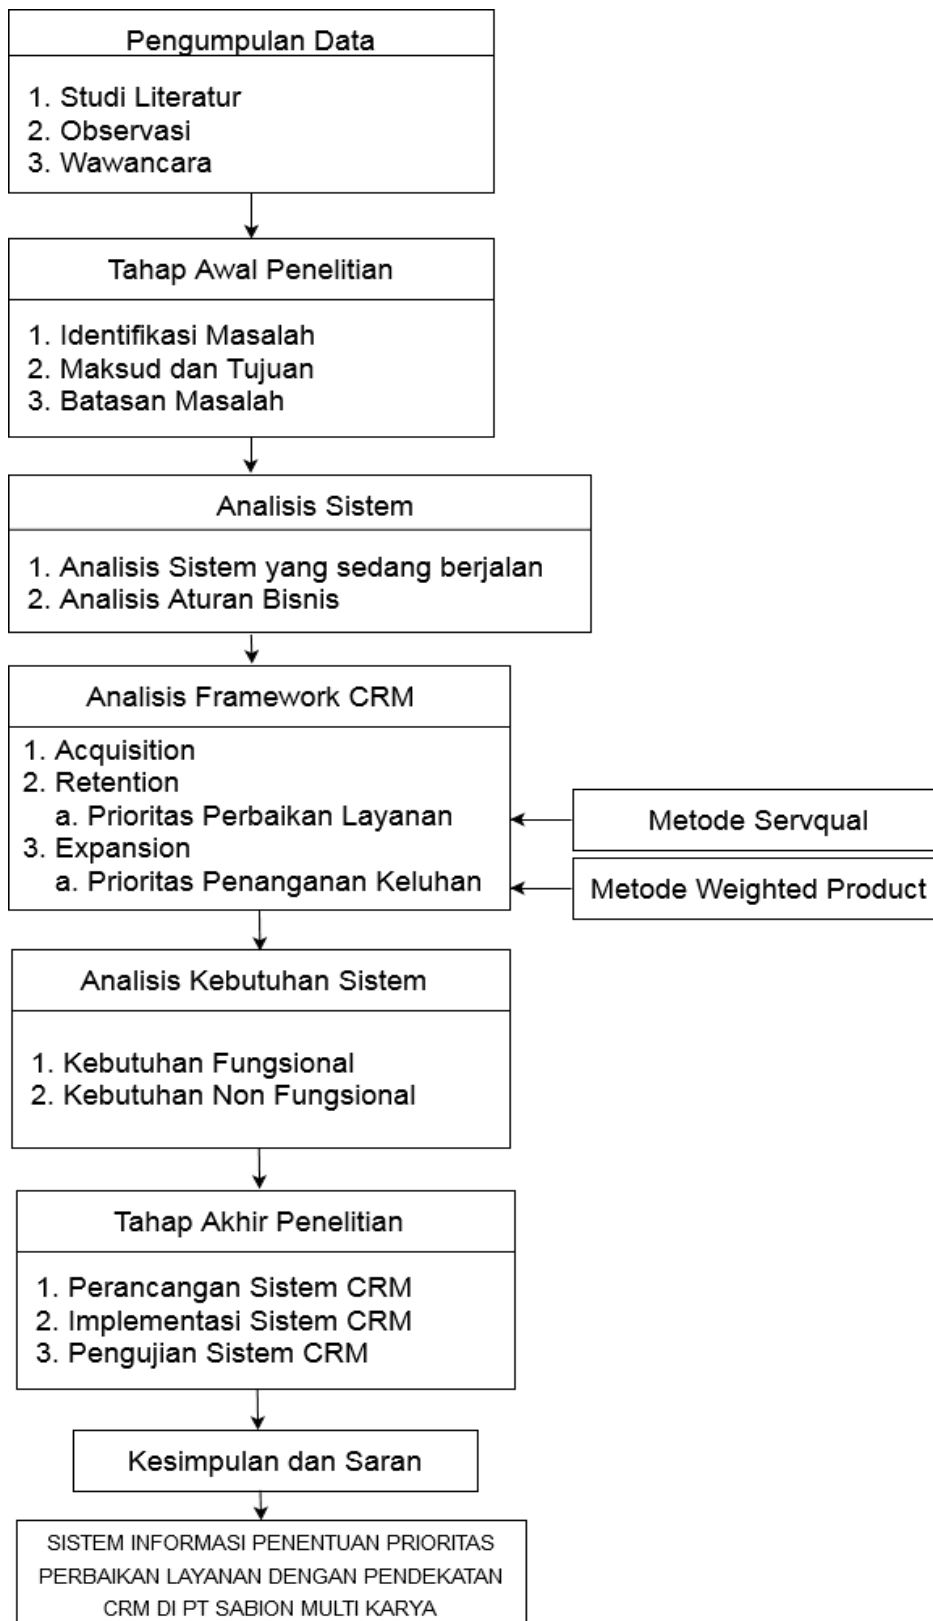 Pengumpulan Data
1. Studi Literatur
2. Observasi
3. Wawancara
Tahap Awal Penelitian
1. Identifikasi Masalah
2. Maksud dan Tujuan
3. Batasan Masalah
Analisis Sistem
1. Analisis Sistem yang sedang berjalan
2. Analisis Aturan Bisnis
Analisis Framework CRM
1. Acquisition
2. Retention
a. Prioritas Perbaikan Layanan
3. Expansion
a. Prioritas Penanganan Keluhan
Metode Servqual
Metode Weighted Product
Analisis Kebutuhan Sistem
1. Kebutuhan Fungsional
2. Kebutuhan Non Fungsional
Tahap Akhir Penelitian
1. Perancangan Sistem CRM
2. Implementasi Sistem CRM
3. Pengujian Sistem CRM
Kesimpulan dan Saran
SISTEM INFORMASI PENENTUAN PRIORITAS
PERBAIKAN LAYANAN DENGAN PENDEKATAN
CRM DI PT SABION MULTI KARYA